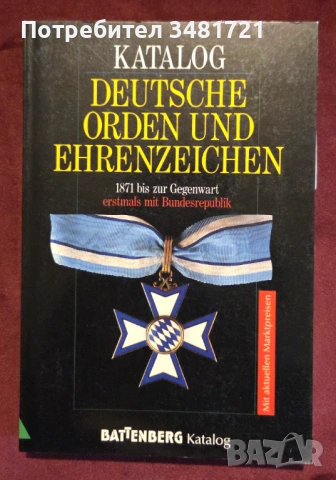 Потребител 3481721
KATALOG
DEUTSCHE
ORDEN UND
EHRENZEICHEN
1871 bis zur Gegenwart
erstmals mit Bundesrepublik
Mit aktuellen Marktpreisen
BATTENBERG Katalog
BAZAR